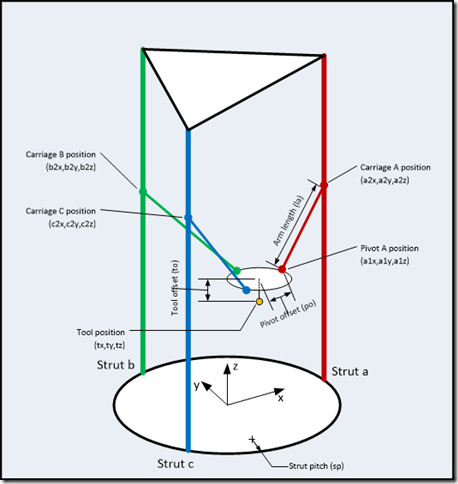 Carriage B position
(b2x,b2y,b2z)
Carriage A position
(a2x,a2y,a2z)
Carriage C position
(c2x,c2y,c2z)
Arm length (la)
Pivot A position
(a1x,a1y,a1z)
Tool offset (to)
Pivot offset (po)
Tool position
(tx,ty,tz)
Strut b
Strut a
z
y
x
Strut c
Strut pitch (sp)